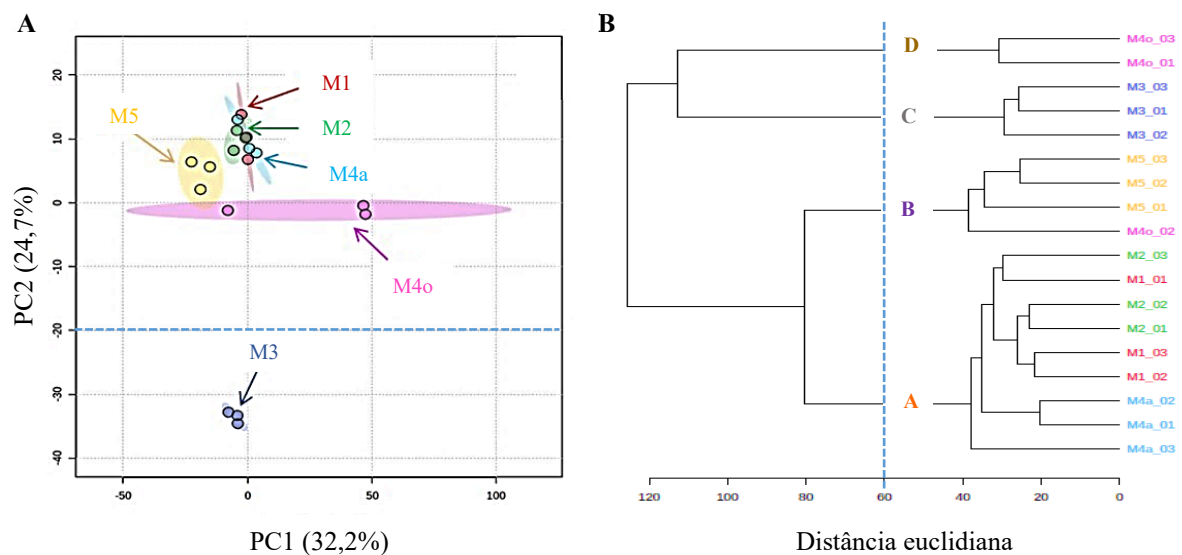 A
PC2 (24,7%)
20
10
0
-10
-20
-30
-40
M1
M2
M4a
M5
M4o
M3
-50
0
50
100
PC1 (32,2%)
B
D
C
B
A
M4o_03
M4o_01
M3_03
M3_01
M3_02
M5_03
M5_02
M5_01
M4o_02
M2_03
M1_01
M2_02
M2_01
M1_03
M1_02
M4a_02
M4a_01
M4a_03
120
100
80
60
40
20
0
Distância euclidiana